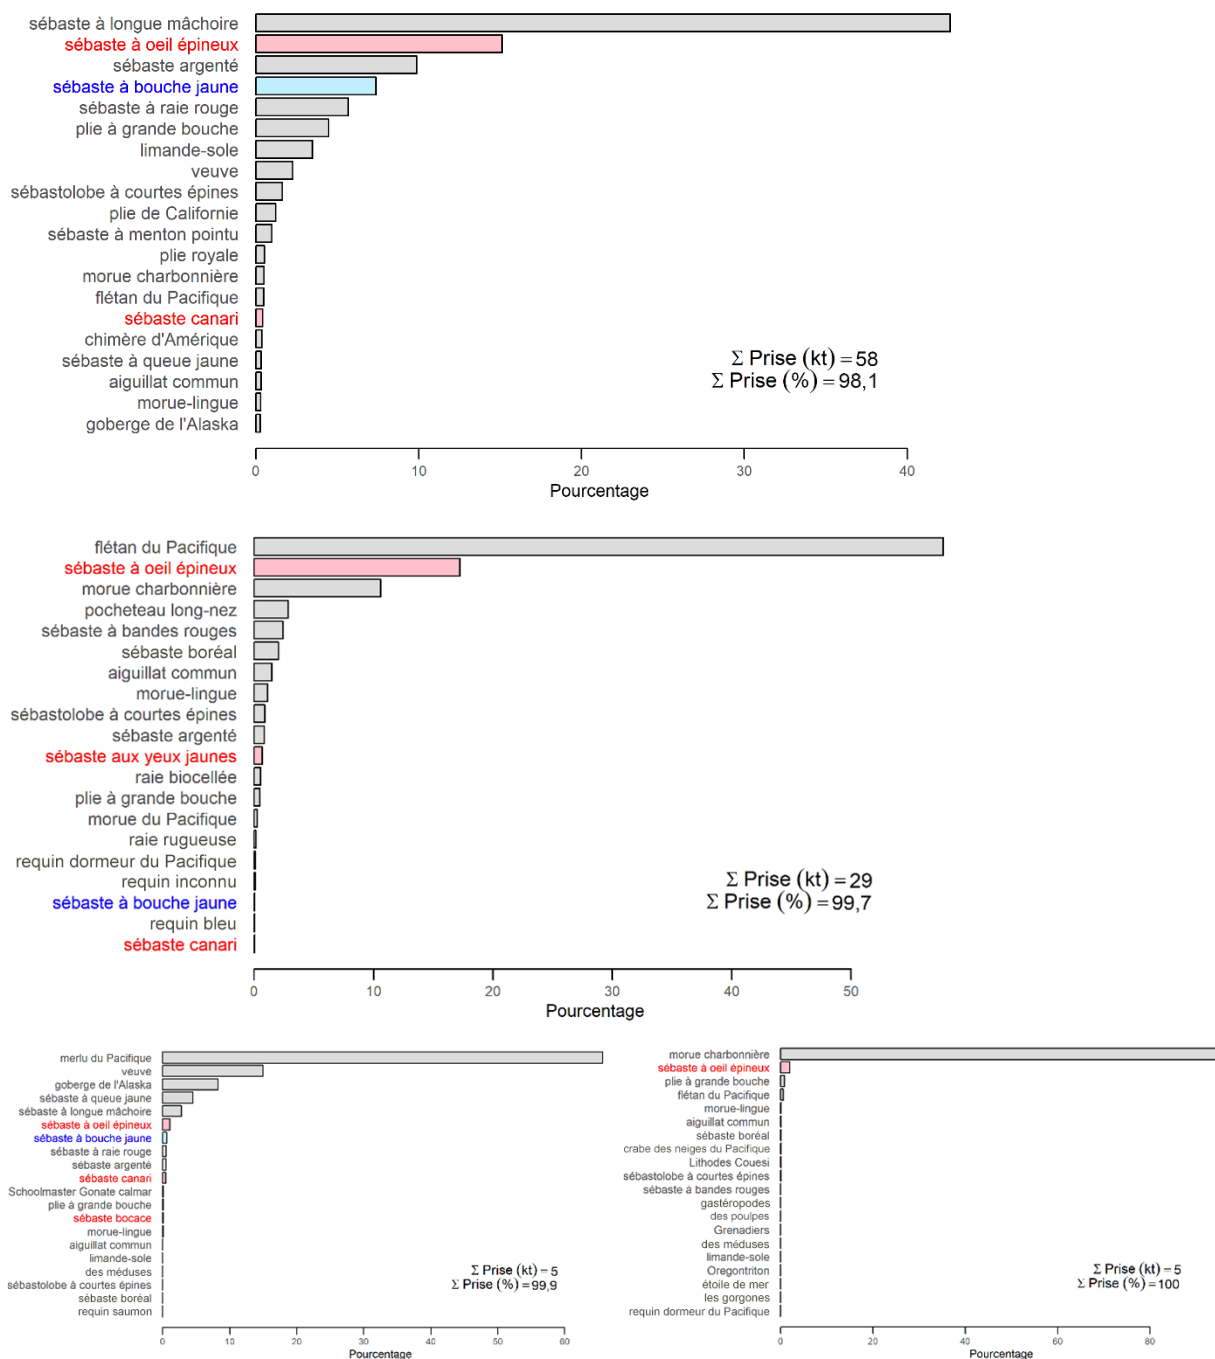 sébaste à longue mâchoire
sébaste à oeil épineux
sébaste argenté
sébaste à bouche jaune
sébaste à raie rouge
plie à grande bouche
limande-sole
veuve
sébastolobe à courtes épines
plie de Californie
sébaste à menton pointu
plie royale
morue charbonnière
flétan du Pacifique
sébaste canari
chimère d'Amérique
sébaste à queue jaune
aiguillat commun
morue-lingue
goberge de l'Alaska
Σ Prise (kt) = 58
Σ Prise (%) = 98,1
0 10 20 30 40
Pourcentage
flétan du Pacifique
sébaste à oeil épineux
morue charbonnière
pocheteau long-nez
sébaste à bandes rouges
sébaste boréal
aiguillat commun
morue-lingue
sébastolobe à courtes épines
sébaste argenté
sébaste aux yeux jaunes
raie biocellée
plie à grande bouche
morue du Pacifique
raie rugueuse
requin dormeur du Pacifique
requin inconnu
sébaste à bouche jaune
requin bleu
sébaste canari
Σ Prise (kt) = 29
Σ Prise (%) = 99,7
0 10 20 30 40 50
Pourcentage
merlu du Pacifique
veuve
goberge de l'Alaska
sébaste à queue jaune
sébaste à longue mâchoire
sébaste à oeil épineux
sébaste à bouche jaune
sébaste à raie rouge
sébaste argenté
sébaste canari
Schoolmaster Gonate calmar
plie à grande bouche
sébaste bocace
morue-lingue
aiguillat commun
limande-sole
des méduses
sébastolobe à courtes épines
sébaste boréal
requin saumon
Σ Prise (kt) = 5
Σ Prise (%) = 99,9
0 10 20 30 40 50 60
Pourcentage
morue charbonnière
sébaste à oeil épineux
plie à grande bouche
flétan du Pacifique
morue-lingue
aiguillat commun
sébaste boréal
crabe des neiges du Pacifique
Lithodes Couesi
sébastolobe à courtes épines
sébaste à bandes rouges
gastéropodes
des poulpes
Grenadiers
des méduses
limande-sole
Oregontriton
étoile de mer
les gorgones
requin dormeur du Pacifique
Σ Prise (kt) = 5
Σ Prise (%) = 100
0 20 40 60 80
Pourcentage